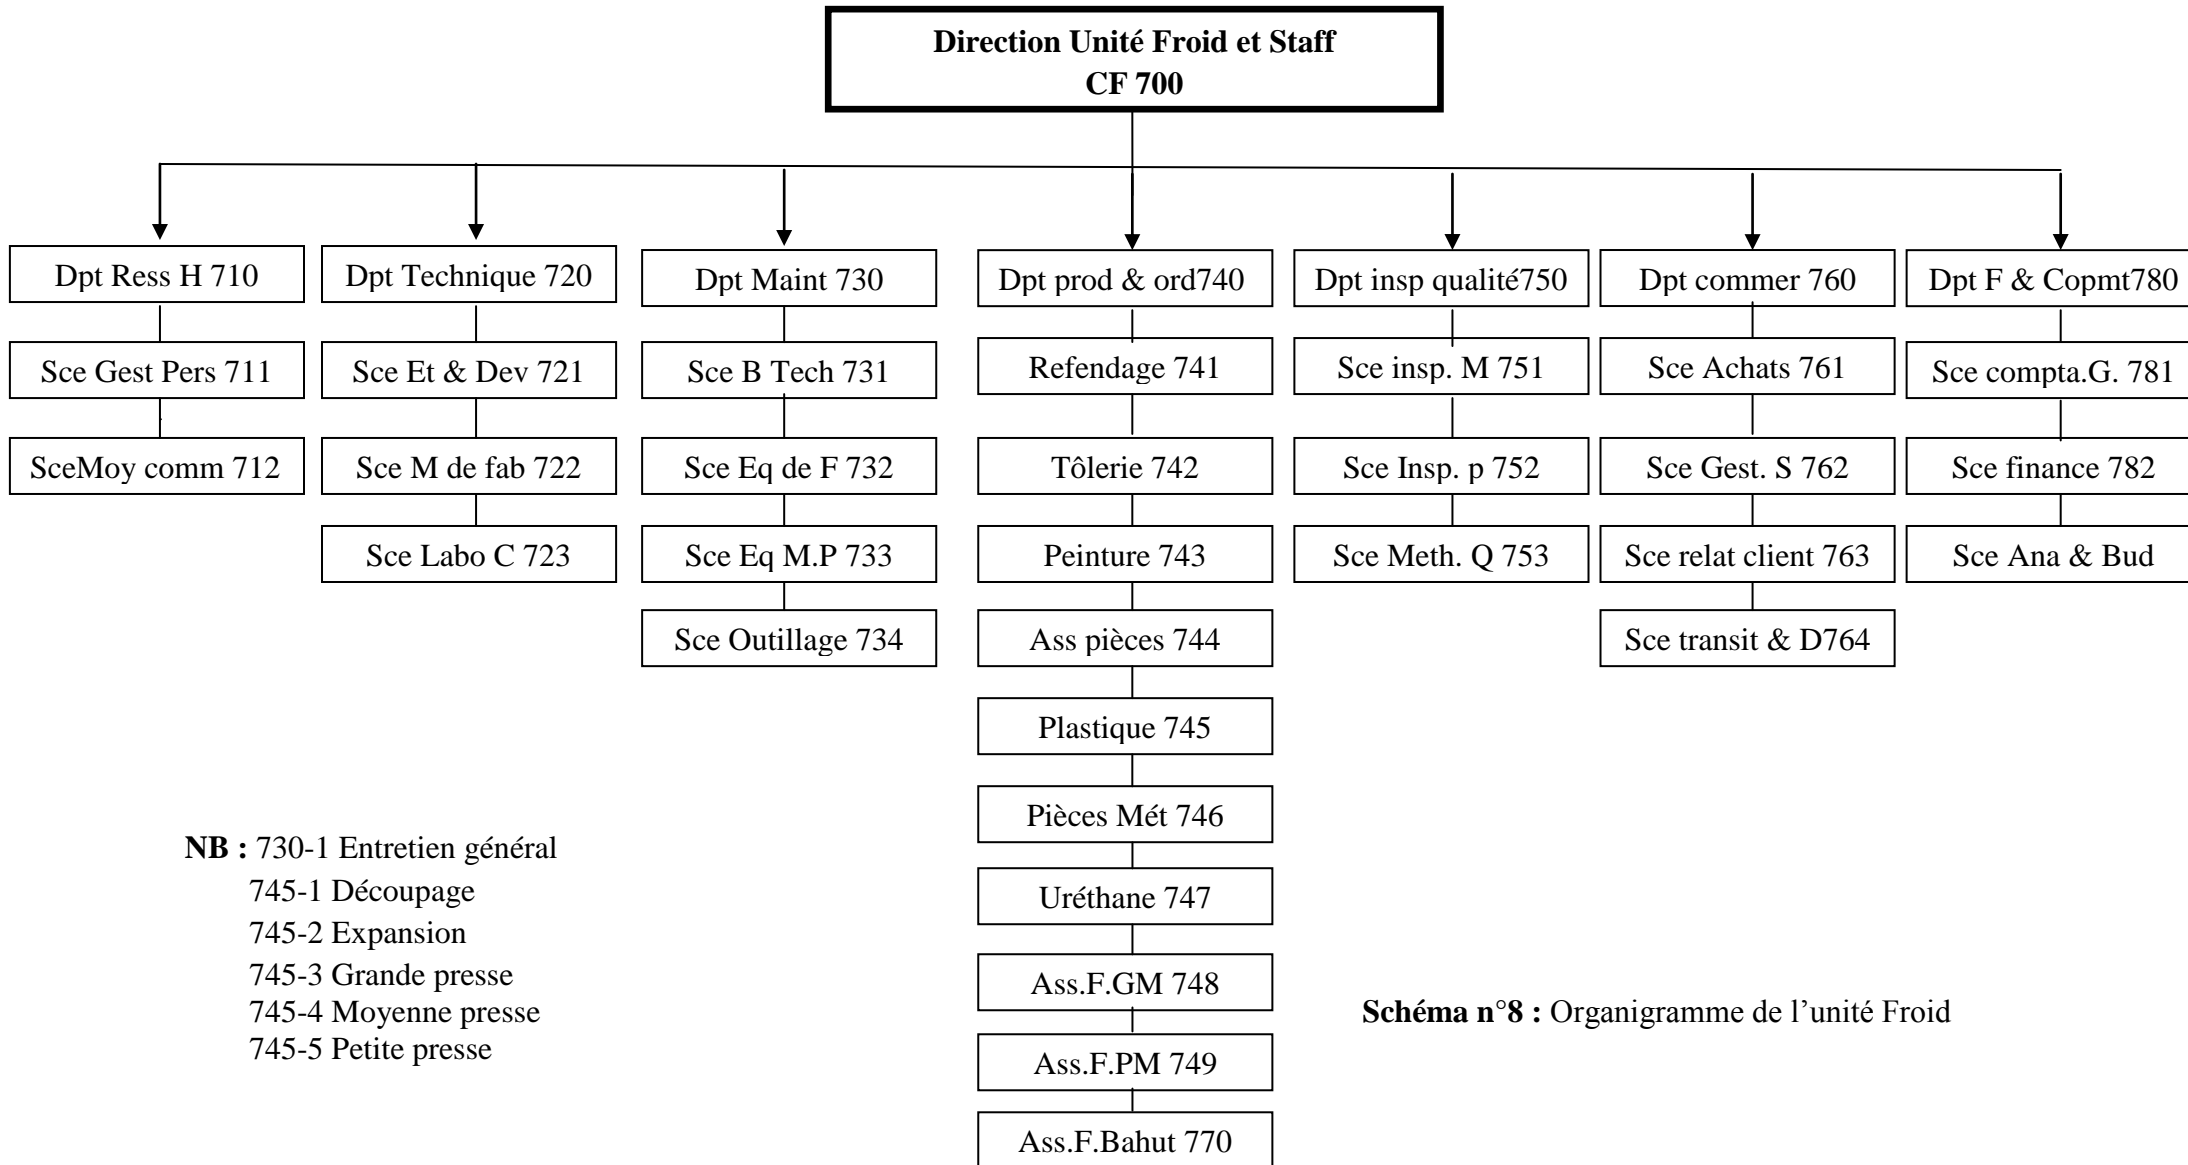 Direction Unité Froid et Staff
CF 700
Dpt Ress H 710
Dpt Technique 720
Dpt Maint 730
Dpt prod & ord740
Dpt insp qualité750
Dpt commer 760
Dpt F & Copmt780
Sce Gest Pers 711
Sce Et & Dev 721
Sce B Tech 731
Refendage 741
Sce insp. M 751
Sce Achats 761
Sce compta.G. 781
SceMoy comm 712
Sce M de fab 722
Sce Eq de F 732
Tôlerie 742
Sce Insp. p 752
Sce Gest. S 762
Sce finance 782
Sce Labo C 723
Sce Eq M.P 733
Peinture 743
Sce Meth. Q 753
Sce relat client 763
Sce Ana & Bud
Sce Outillage 734
Ass pièces 744
Sce transit & D764
Plastique 745
Pièces Mét 746
Uréthane 747
Ass.F.GM 748
Ass.F.PM 749
Ass.F.Bahut 770
NB : 730-1 Entretien général
745-1 Découpage
745-2 Expansion
745-3 Grande presse
745-4 Moyenne presse
745-5 Petite presse
Schéma n°8 : Organigramme de l’unité Froid